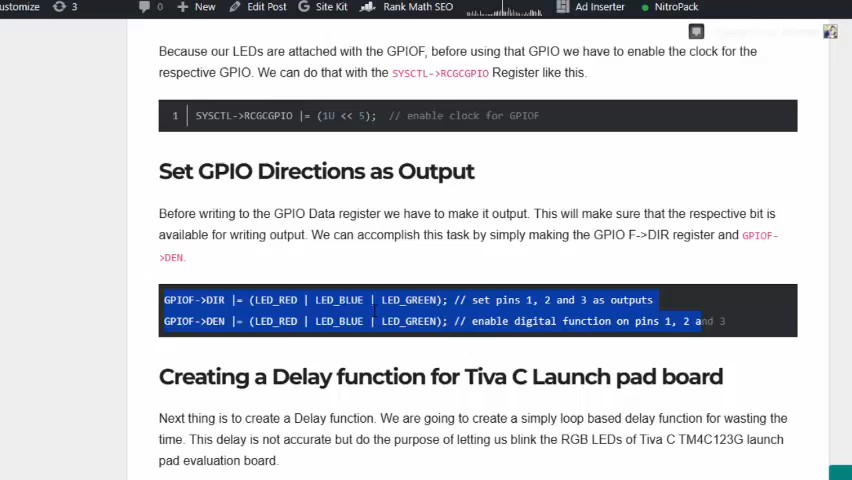 ustomize 3 0 New Edit Post Site Kit Rank Math SEO Ad Inserter NitroPack
Because our LEDs are attached with the GPIOF, before using that GPIO we have to enable the clock for the
respective GPIO. We can do that with the SYSCTL->RCGCGPIO Register like this.
1 SYSCTL->RCGCGPIO |= (1U << 5); // enable clock for GPIOF
Set GPIO Directions as Output
Before writing to the GPIO Data register we have to make it output. This will make sure that the respective bit is
available for writing output. We can accomplish this task by simply making the GPIO F->DIR register and GPIOF-
>DEN.
GPIOF->DIR |= (LED_RED | LED_BLUE | LED_GREEN); // set pins 1, 2 and 3 as outputs
GPIOF->DEN |= (LED_RED | LED_BLUE | LED_GREEN); // enable digital function on pins 1, 2 and 3
Creating a Delay function for Tiva C Launch pad board
Next thing is to create a Delay function. We are going to create a simply loop based delay function for wasting the
time. This delay is not accurate but do the purpose of letting us blink the RGB LEDs of Tiva C TM4C123G launch
pad evaluation board.